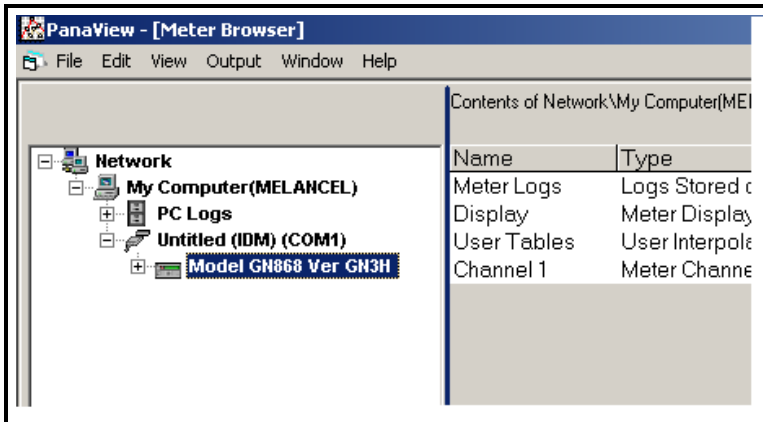 PanaView - [Meter Browser]
File Edit View Output Window Help
Contents of Network\My Computer(MEL
Network
My Computer(MELANCEL)
PC Logs
Untitled (IDM) (COM1)
Model GN868 Ver GN3H
Name Type
Meter Logs Logs Stored
Display Meter Display
User Tables User Interpola
Channel 1 Meter Channe